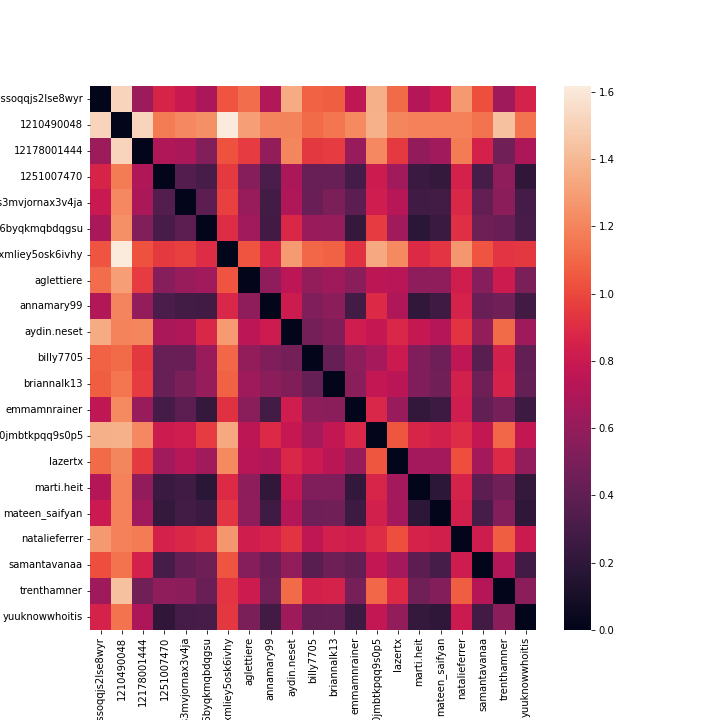 ssoqqjs2lse8wyr
1210490048
12178001444
1251007470
s3mvjornax3v4ja
6byqkmqbdqgsu
xmliey5osk6ivhy
aglettiere
annamary99
aydin.neset
billy7705
briannalk13
emmamnrainer
0jmbtkpqq9s0p5
lazertx
marti.heit
mateen_saifyan
natalieferrer
samantavanaa
trenthamner
yuuknowwhoitis
ssoqqjs2lse8wyr
1210490048
12178001444
1251007470
s3mvjornax3v4ja
6byqkmqbdqgsu
xmliey5osk6ivhy
aglettiere
annamary99
aydin.neset
billy7705
briannalk13
emmamnrainer
0jmbtkpqq9s0p5
lazertx
marti.heit
mateen_saifyan
natalieferrer
samantavanaa
trenthamner
yuuknowwhoitis
1.6
1.4
1.2
1.0
0.8
0.6
0.4
0.2
0.0